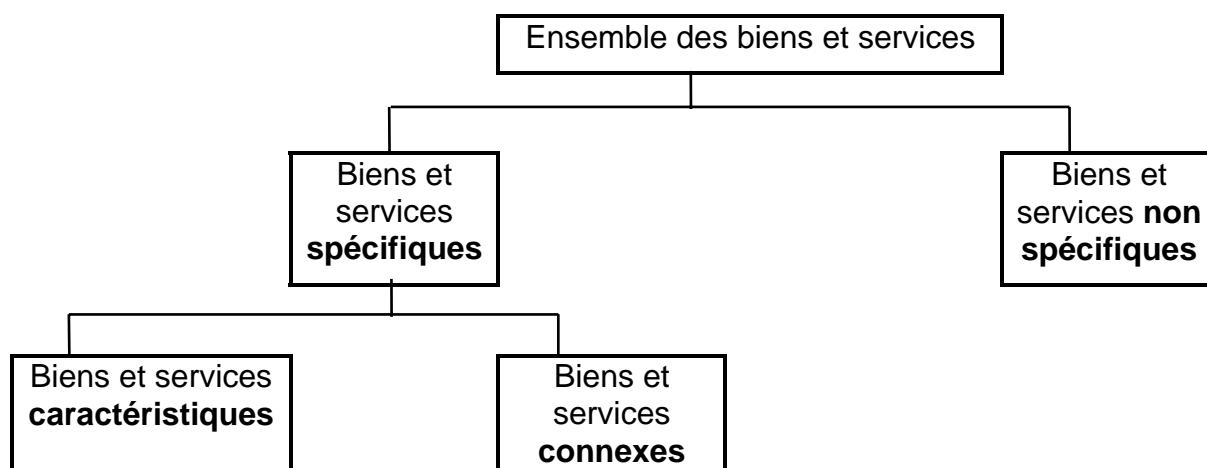 Ensemble des biens et services
Biens et
services
spécifiques
Biens et
services non
spécifiques
Biens et services
caractéristiques
Biens et
services
connexes